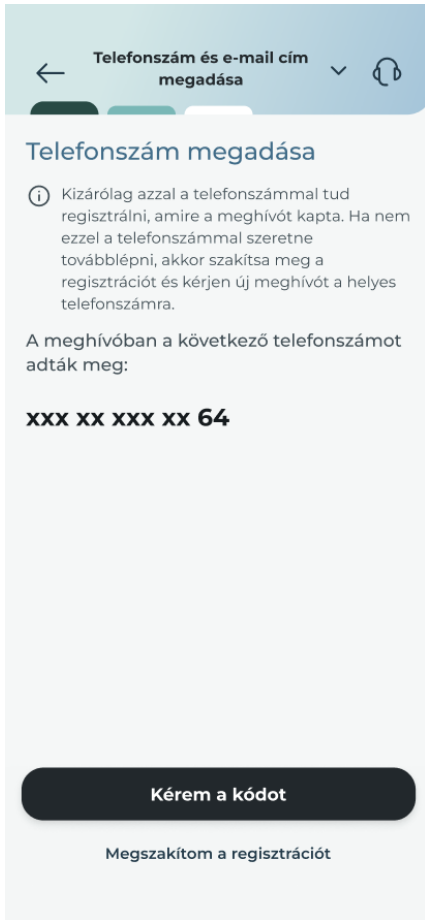 Telefonszám és e-mail cím
megadása
Telefonszám megadása
Kizárólag azzal a telefonszámmal tud
regisztrálni, amire a meghívót kapta. Ha nem
ezzel a telefonszámmal szeretne
továbblépni, akkor szakítsa meg a
regisztrációt és kérjen új meghívót a helyes
telefonszámra.
A meghívóban a következő telefonszámot
adták meg:
xxx xx xxx xx 64
Kérem a kódot
Megszakítom a regisztrációt